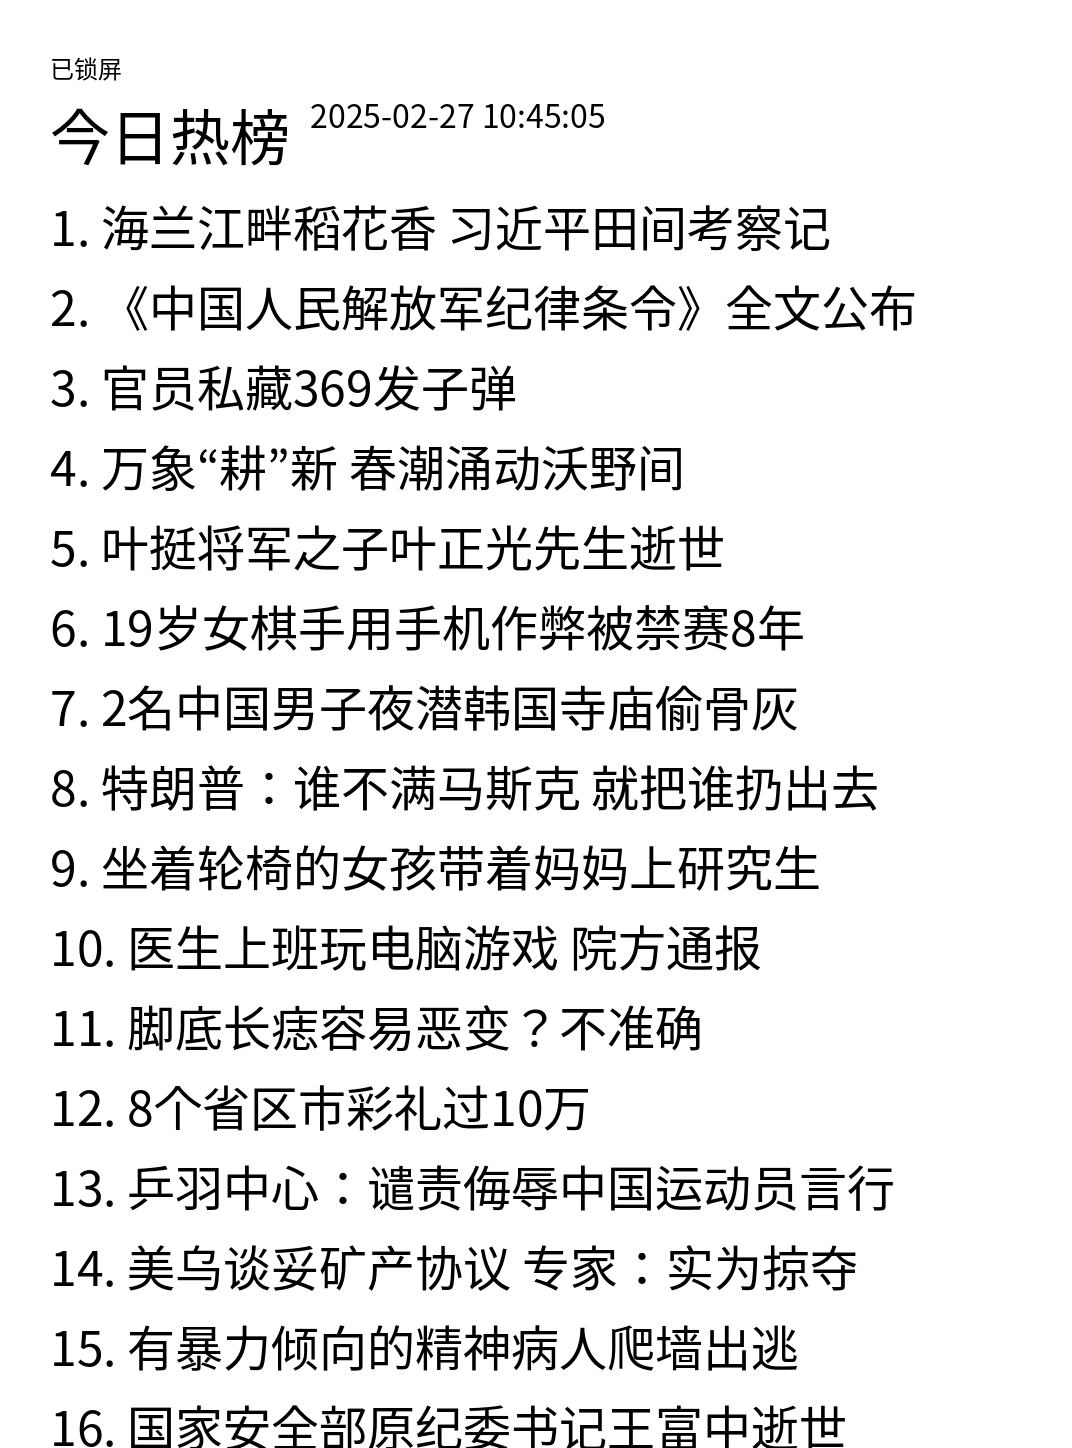 已锁屏
今日热榜 2025-02-27 10:45:05
1. 海兰江畔稻花香 习近平田间考察记
2. 《中国人民解放军纪律条令》全文公布
3. 官员私藏369发子弹
4. 万象“耕”新 春潮涌动沃野间
5. 叶挺将军之子叶正光先生逝世
6. 19岁女棋手用手机作弊被禁赛8年
7. 2名中国男子夜潜韩国寺庙偷骨灰
8. 特朗普：谁不满马斯克 就把谁扔出去
9. 坐着轮椅的女孩带着妈妈上研究生
10. 医生上班玩电脑游戏 院方通报
11. 脚底长痣容易恶变？不准确
12. 8个省区市彩礼过10万
13. 乒羽中心：谴责侮辱中国运动员言行
14. 美乌谈妥矿产协议 专家：实为掠夺
15. 有暴力倾向的精神病人爬墙出逃
16. 国家安全部原纪委书记王富中逝世